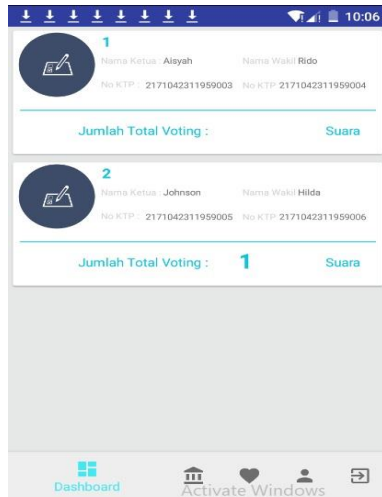 10:06
1
Nama Ketua : Aisyah Nama Wakil Rido
No KTP : 2171042311959003 No KTP 2171042311959004
Jumlah Total Voting : Suara
2
Nama Ketua : Johnson Nama Wakil Hilda
No KTP : 2171042311959005 No KTP 2171042311959006
Jumlah Total Voting : 1 Suara
Dashboard
Activate Windows